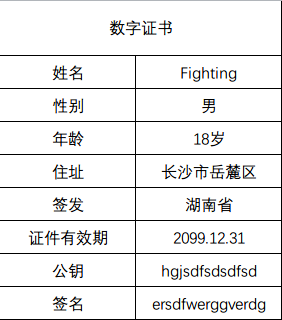 数字证书
姓名 Fighting
性别 男
年龄 18岁
住址 长沙市岳麓区
签发 湖南省
证件有效期 2099.12.31
公钥 hgjsdfsdsdfsd
签名 ersdfwerggverdg